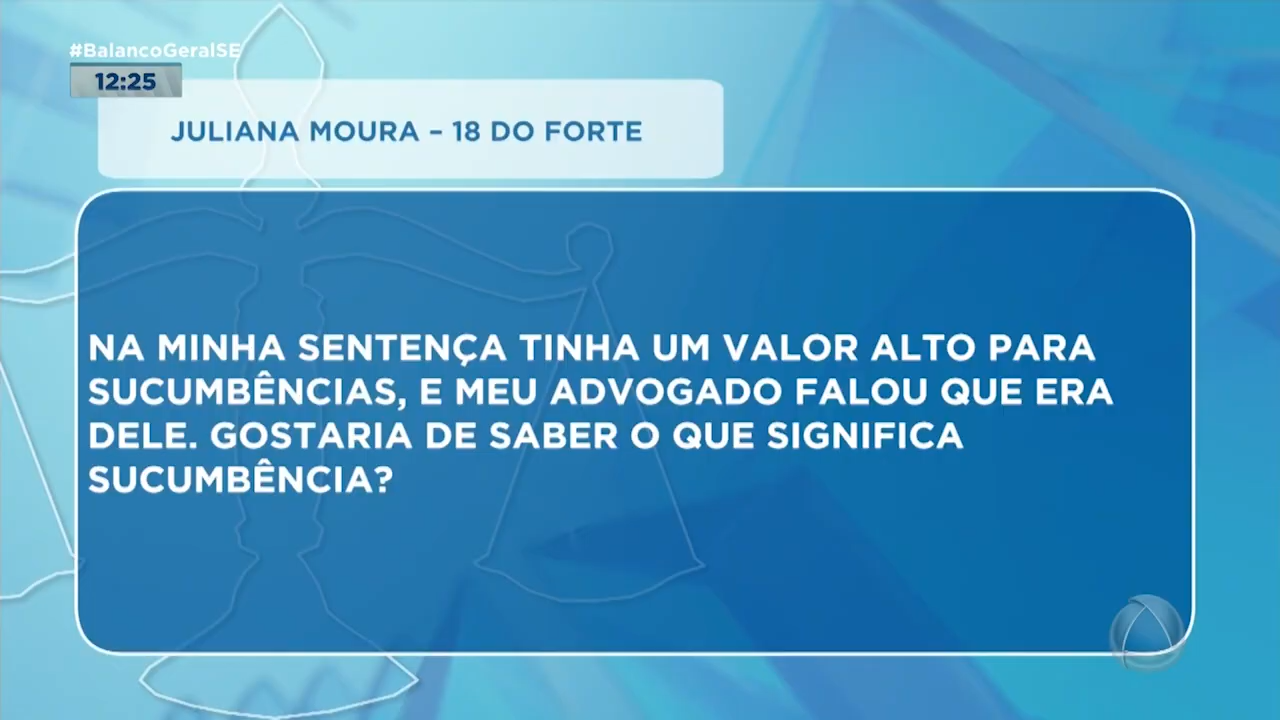 #BalancoGeralSE
12:25
JULIANA MOURA – 18 DO FORTE
NA MINHA SENTENÇA TINHA UM VALOR ALTO PARA
SUCUMBÊNCIAS, E MEU ADVOGADO FALOU QUE ERA
DELE. GOSTARIA DE SABER O QUE SIGNIFICA
SUCUMBÊNCIA?